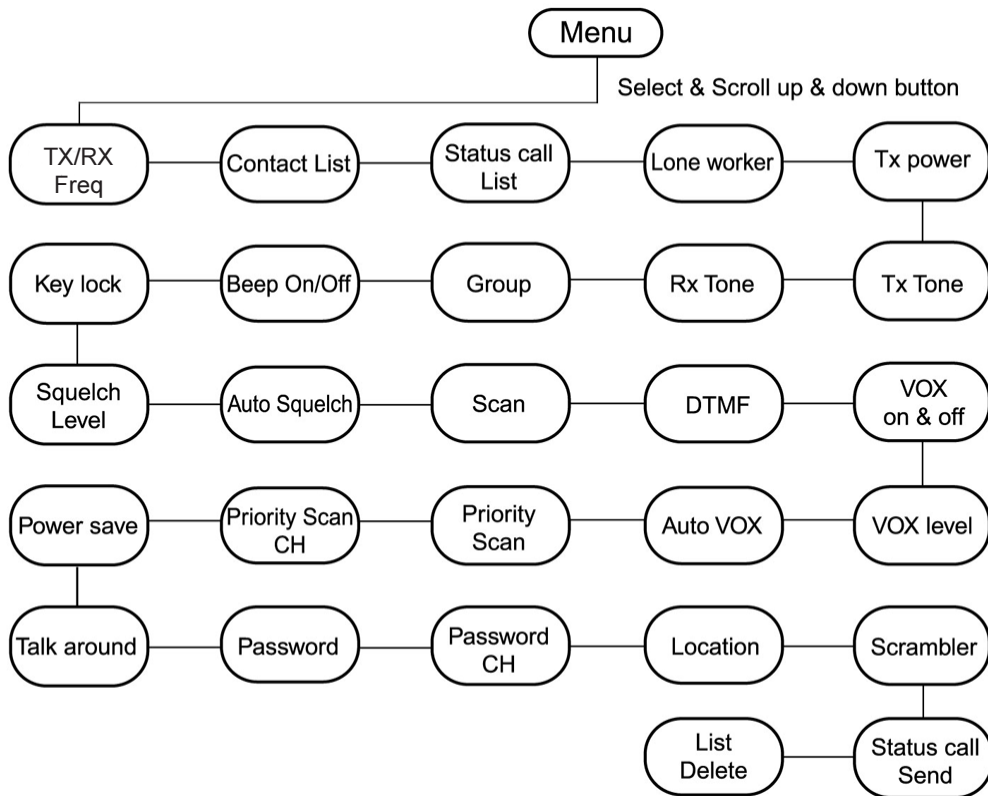 Menu
Select & Scroll up & down button
TX/RX
Freq
Contact List
Status call
List
Lone worker
Tx power
Key lock
Beep On/Off
Group
Rx Tone
Tx Tone
Squelch
Level
Auto Squelch
Scan
DTMF
VOX
on & off
Power save
Priority Scan
CH
Priority
Scan
Auto VOX
VOX level
Talk around
Password
Password
CH
Location
Scrambler
List
Delete
Status call
Send